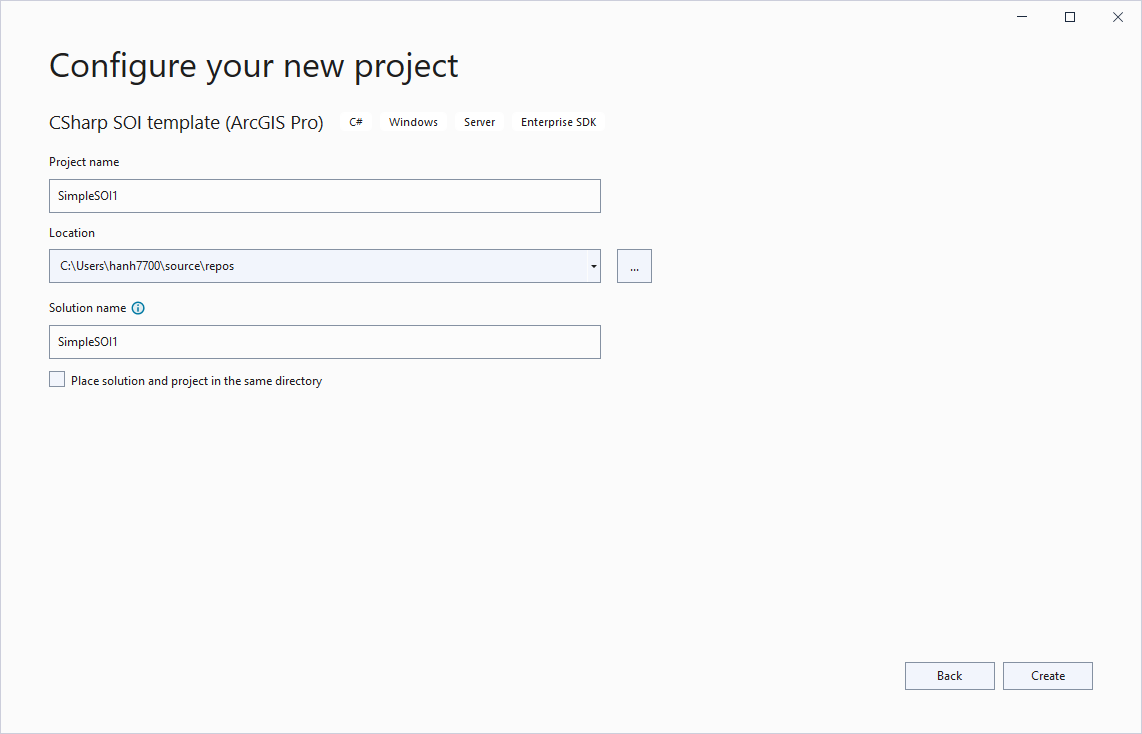 Configure your new project
CSharp SOI template (ArcGIS Pro) C# Windows Server Enterprise SDK
Project name
SimpleSOI1
Location
C:\Users\hanh7700\source\repos
...
Solution name
SimpleSOI1
Place solution and project in the same directory
Back Create